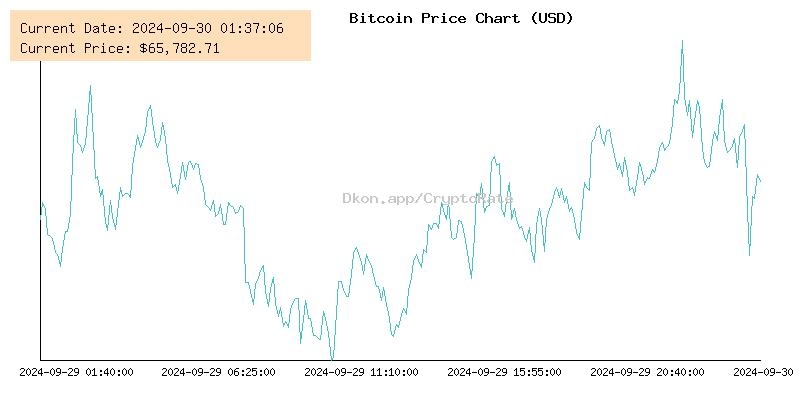 Bitcoin Price Chart (USD)
Current Date: 2024-09-30 01:37:06
Current Price: $65,782.71
Dkon.app/CryptoRate
2024-09-29 01:40:00 2024-09-29 06:25:00 2024-09-29 11:10:00 2024-09-29 15:55:00 2024-09-29 20:40:00 2024-09-30